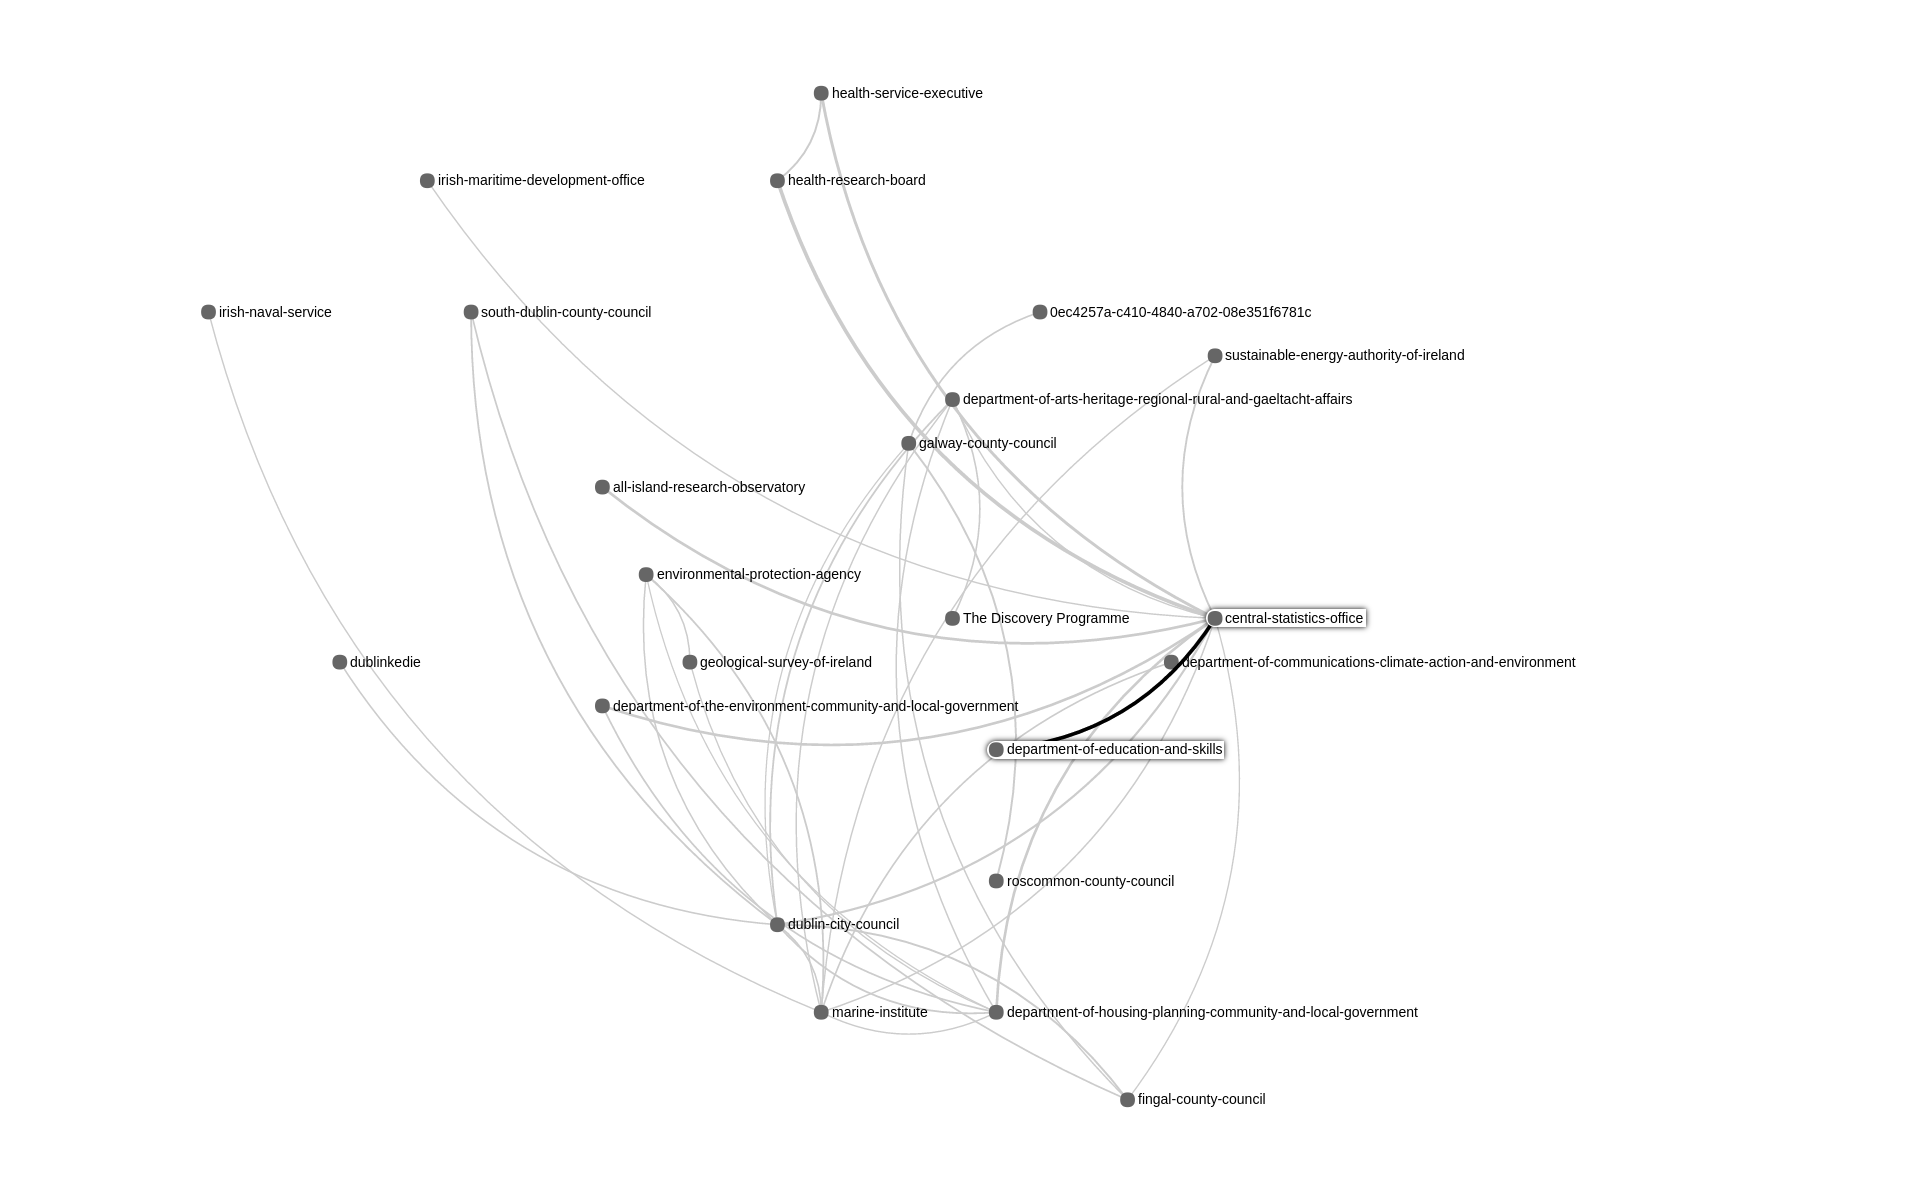 health-service-executive
irish-maritime-development-office
health-research-board
irish-naval-service
south-dublin-county-council
0ec4257a-c410-4840-a702-08e351f6781c
sustainable-energy-authority-of-ireland
department-of-arts-heritage-regional-rural-and-gaeltacht-affairs
galway-county-council
all-island-research-observatory
environmental-protection-agency
The Discovery Programme
central-statistics-office
dublinkedie
geological-survey-of-ireland
department-of-communications-climate-action-and-environment
department-of-the-environment-community-and-local-government
department-of-education-and-skills
roscommon-county-council
dublin-city-council
marine-institute
department-of-housing-planning-community-and-local-government
fingal-county-council